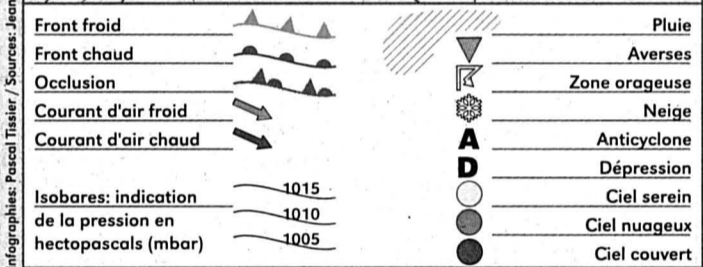 Infographies: Pascal Tissier / Sources: Jean
Front froid
Front chaud
Occlusion
Courant d'air froid
Courant d'air chaud
Isobares: indication
de la pression en
hectopascals (mbar)
1015
1010
1005
Pluie
Averses
Zone orageuse
Neige
A Anticyclone
D Dépression
Ciel serein
Ciel nuageux
Ciel couvert